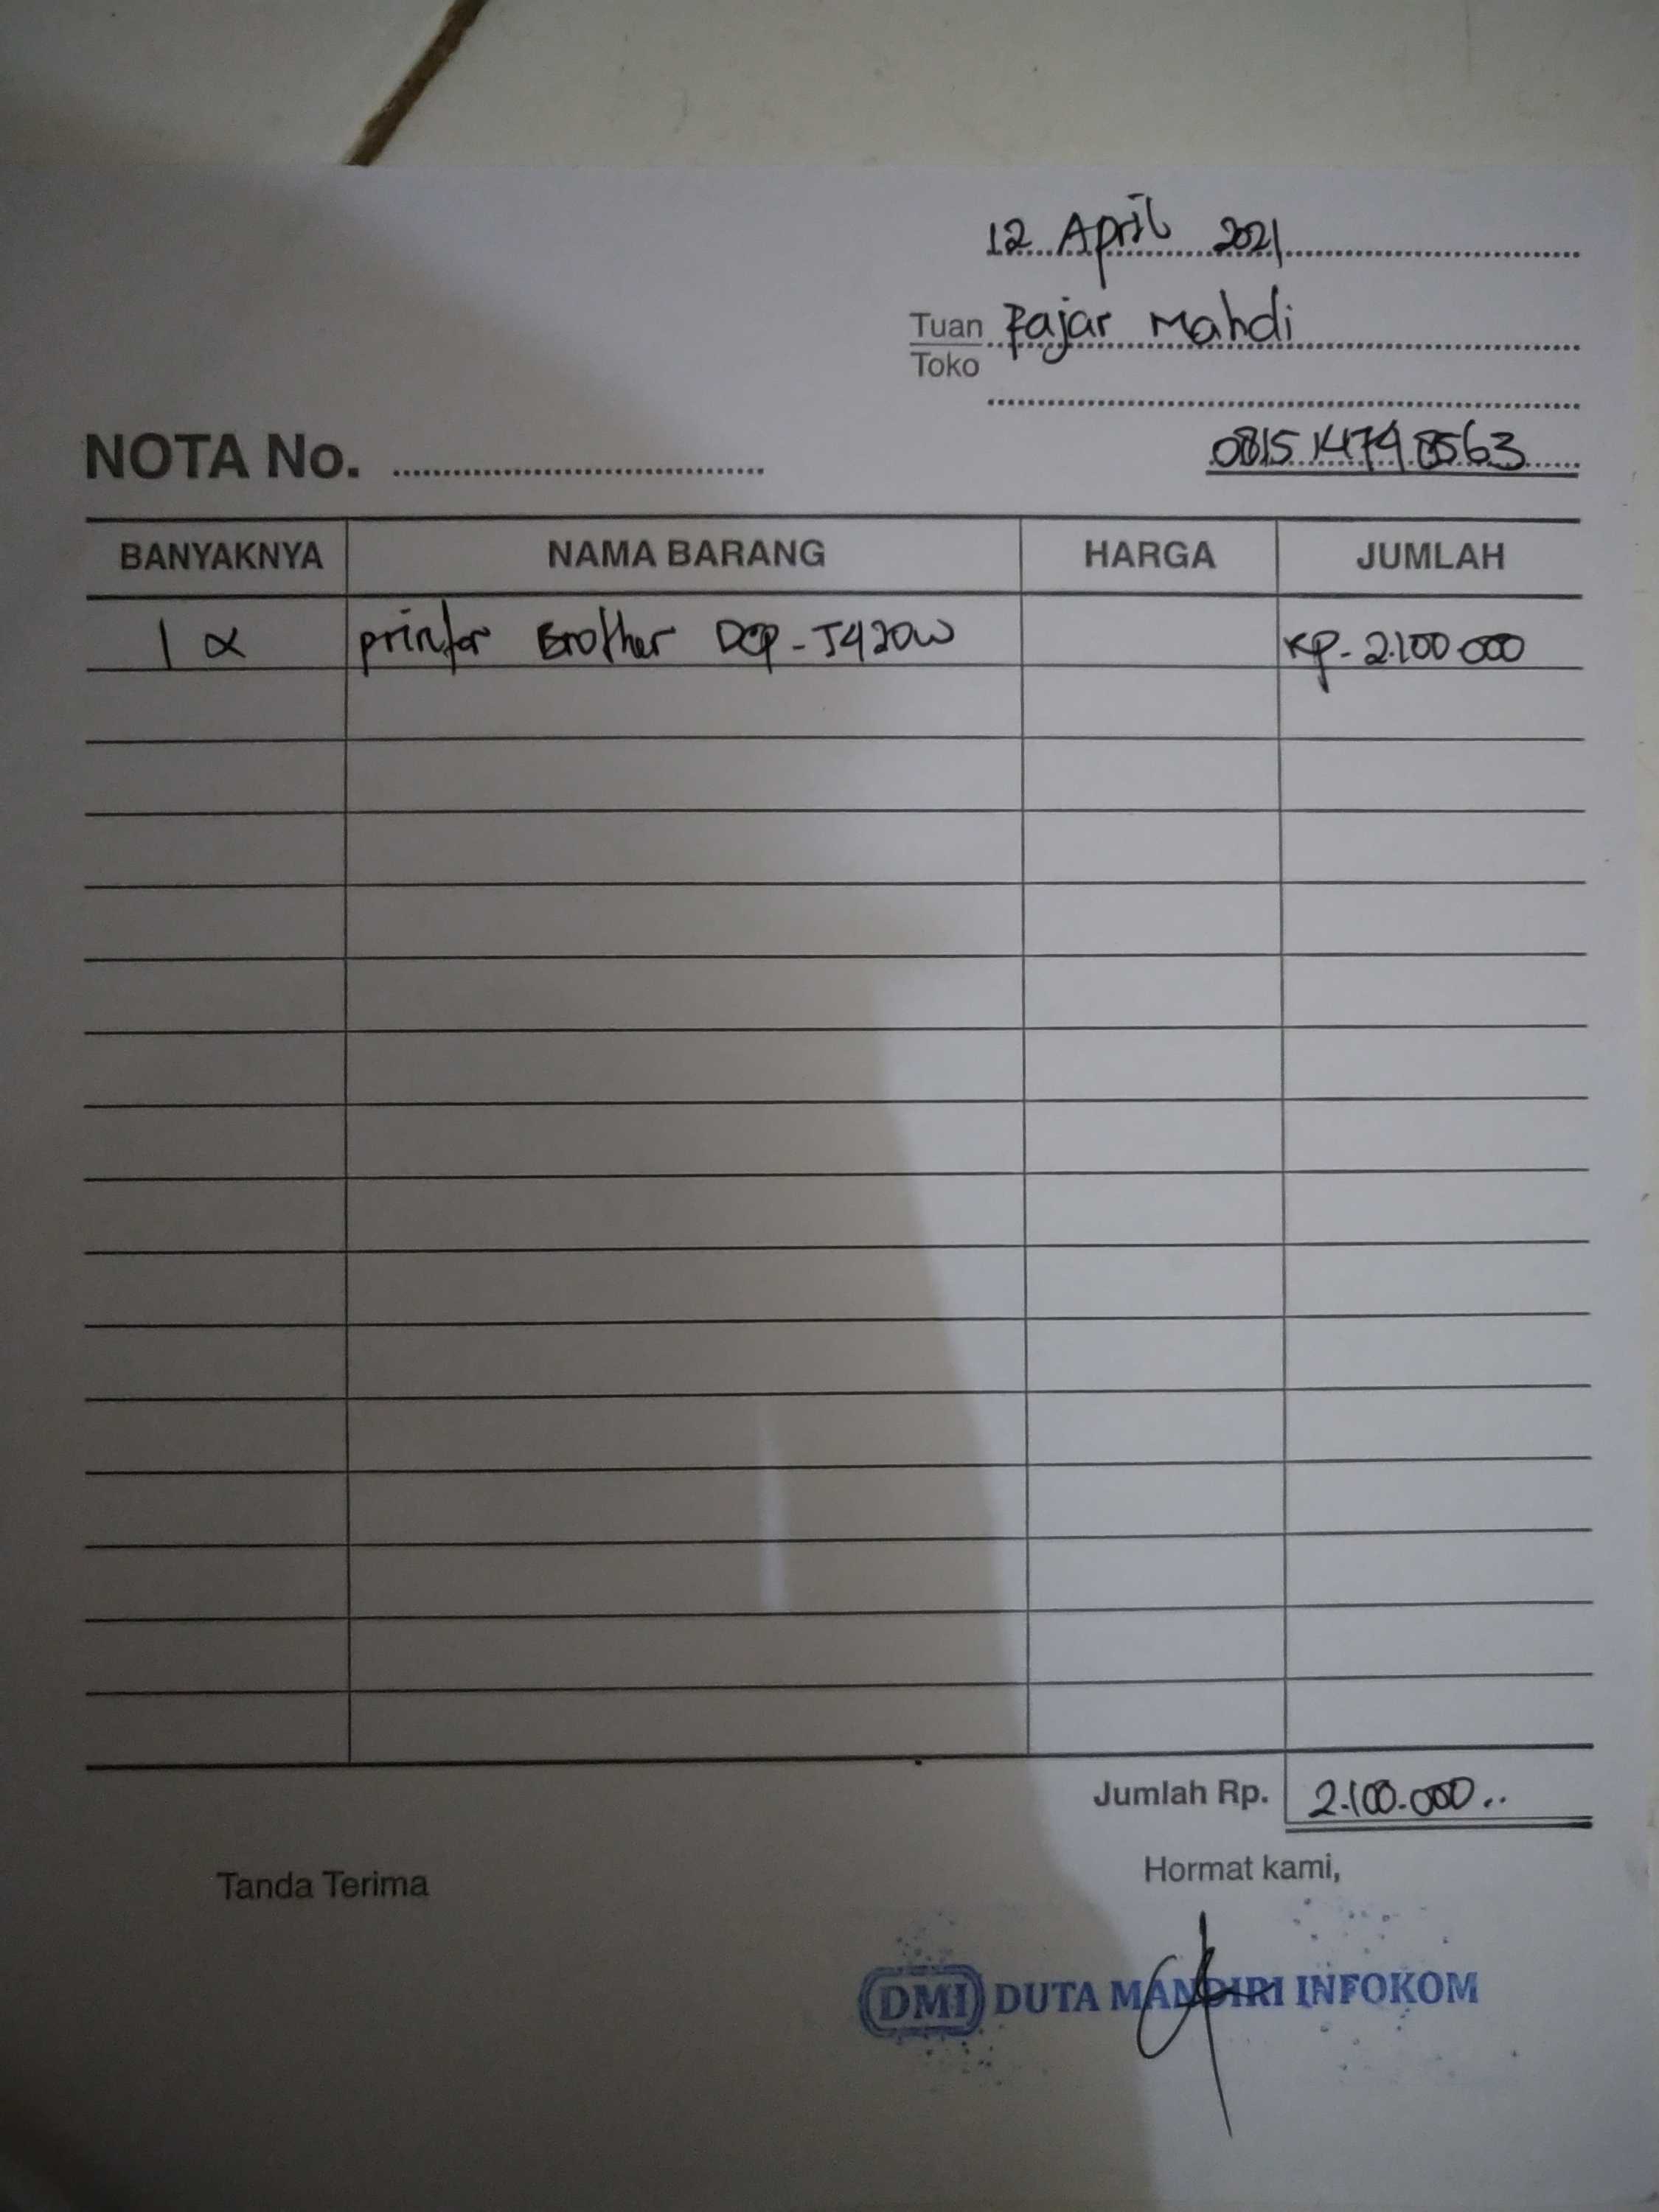 12 April 2021
Tuan Fajar Mahdi
Toko
NOTA No.
0815 1474 8563
BANYAKNYA NAMA BARANG HARGA JUMLAH
1 printer Brother DCP-J420W Rp-2.100.000
Jumlah Rp. 2.100.000..
Tanda Terima
Hormat kami,
DMI DUTA MANDIRI INFOKOM